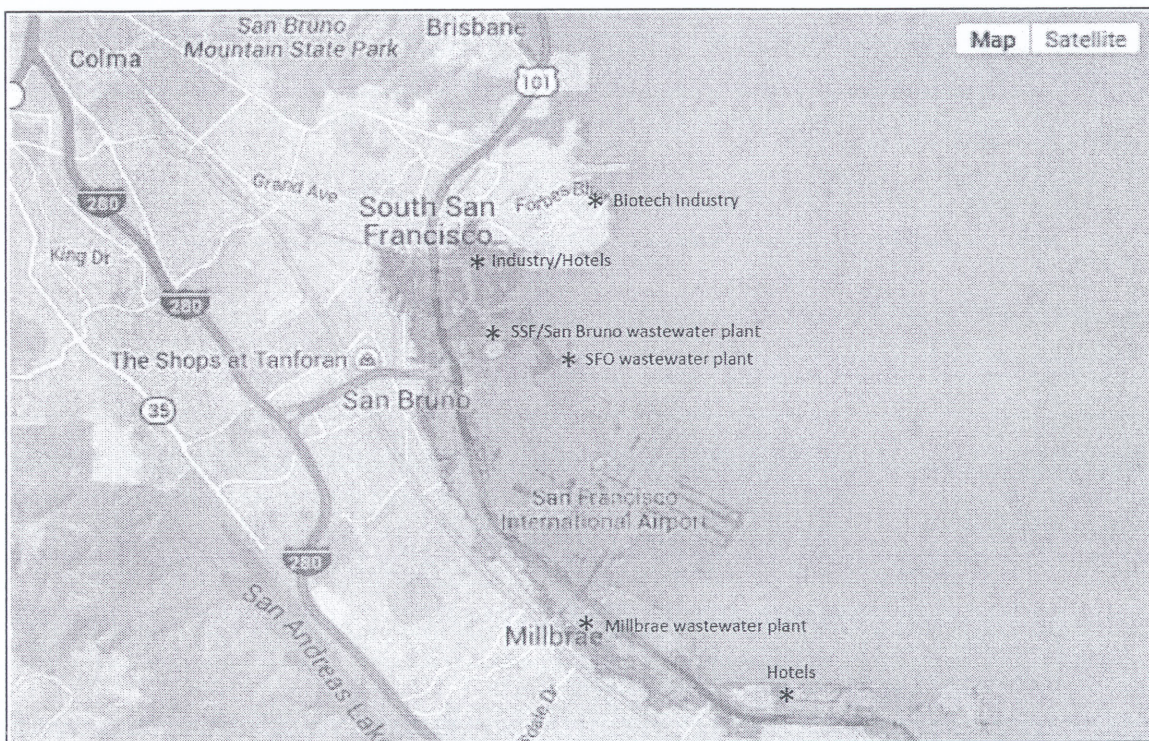 San Bruno
Mountain State Park
Brisbane
Map
Satellite
Colma
101
Grand Ave
280
South San
Francisco
Forbes Blvd
* Biotech Industry
King Dr
* Industry/Hotels
280
* SSF/San Bruno wastewater plant
The Shops at Tanforan
* SFO wastewater plant
35
San Bruno
San Francisco
International Airport
280
San Andreas Lake
Millbrae
* Millbrae wastewater plant
Hotels
*